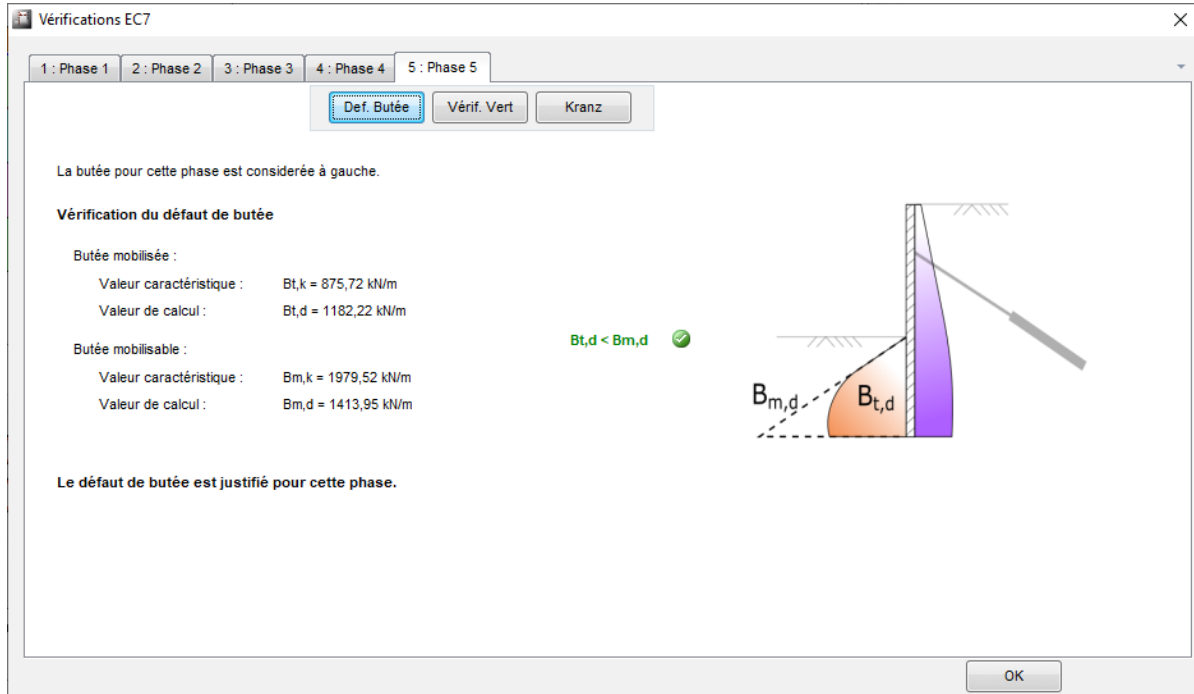 Vérifications EC7
1 : Phase 1 2 : Phase 2 3 : Phase 3 4 : Phase 4 5 : Phase 5
Def. Butée Vérif. Vert Kranz
La butée pour cette phase est considerée à gauche.
Vérification du défaut de butée
Butée mobilisée :
Valeur caractéristique : Bt,k = 875,72 kN/m
Valeur de calcul : Bt,d = 1182,22 kN/m
Bt,d < Bm,d
Butée mobilisable :
Valeur caractéristique : Bm,k = 1979,52 kN/m
Valeur de calcul : Bm,d = 1413,95 kN/m
Bm,d Bt,d
Le défaut de butée est justifié pour cette phase.
OK